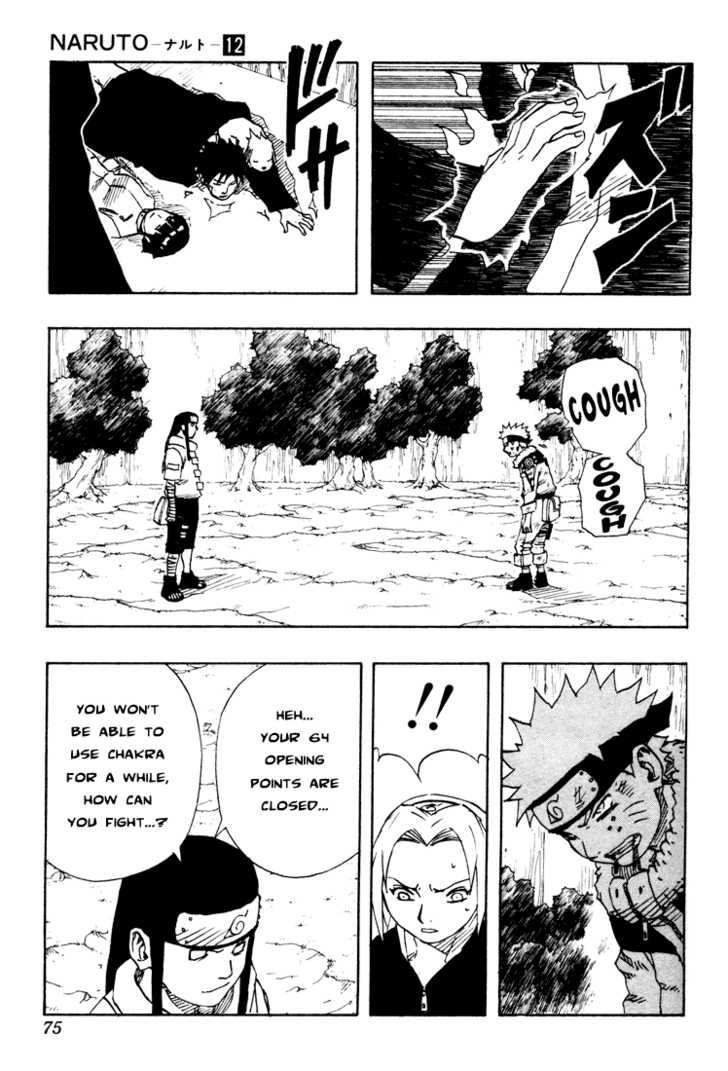 NARUTO —ナルト— 12
ズズン
ドサ
COUGH
COUGH
!!
HEH...
YOUR 64
OPENING
POINTS ARE
CLOSED...
YOU WON'T
BE ABLE TO
USE CHAKRA
FOR A WHILE,
HOW CAN
YOU FIGHT...?
75